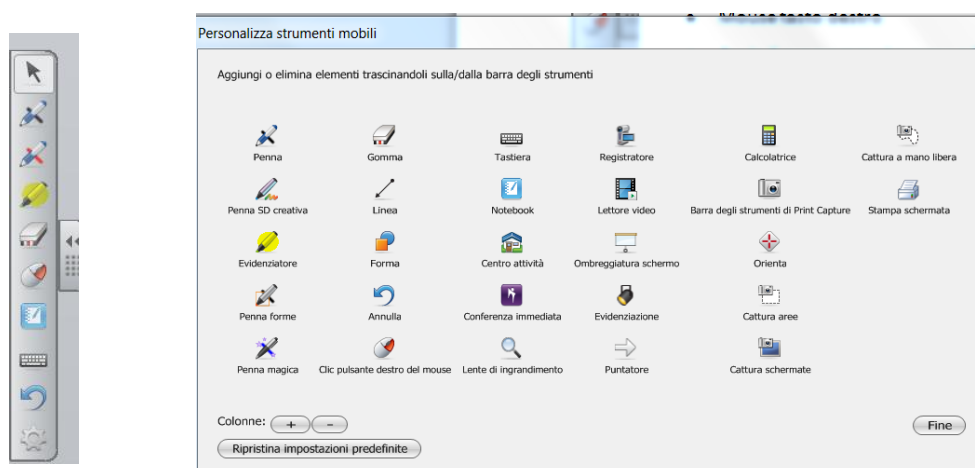 Mouse tasto destro
Personalizza strumenti mobili
Aggiungi o elimina elementi trascinandoli sulla/dalla barra degli strumenti
Penna Gomma Tastiera Registratore Calcolatrice Cattura a mano libera
Penna SD creativa Linea Notebook Lettore video Barra degli strumenti di Print Capture Stampa schermata
Evidenziatore Forma Centro attività Ombreggiatura schermo Orienta
Penna forme Annulla Conferenza immediata Evidenziazione Cattura aree
Penna magica Clic pulsante destro del mouse Lente di ingrandimento Puntatore Cattura schermate
Colonne: + -
Fine
Ripristina impostazioni predefinite